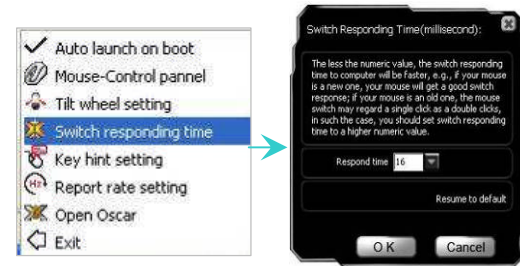 Auto launch on boot
Mouse-Control pannel
Tilt wheel setting
Switch responding time
Key hint setting
Hz
Report rate setting
Open Oscar
Exit
Switch Responding Time(millisecond):
The less the numeric value, the switch responding
time to computer will be faster, e.g., if your mouse
is a new one, your mouse will get a good switch
response; if your mouse is an old one, the mouse
switch may regard a single click as a double clicks,
in such the case, you should set switch responding
time to a higher numeric value.
Respond time 16
Resume to default
OK Cancel